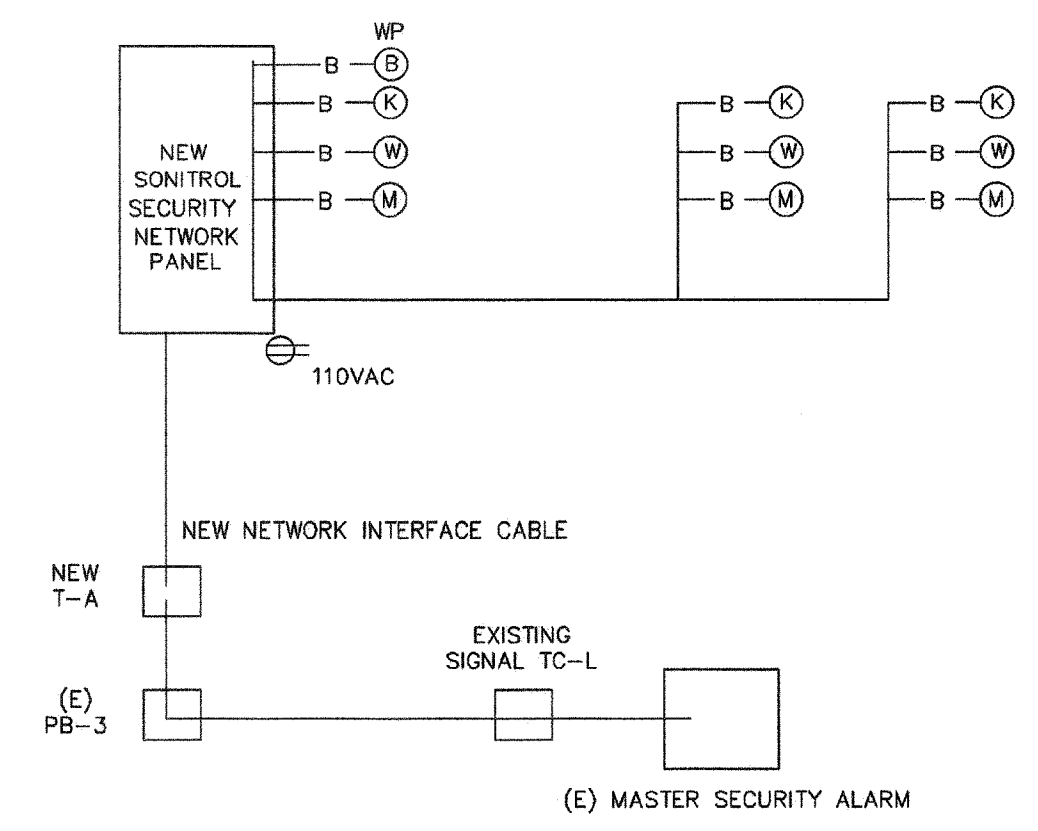 WP
B B
B K B K B K
NEW
SONITROL
SECURITY
NETWORK
PANEL
B W B W B W
B M B M B M
110VAC
NEW NETWORK INTERFACE CABLE
NEW
T-A
EXISTING
SIGNAL TC-L
(E)
PB-3
(E) MASTER SECURITY ALARM